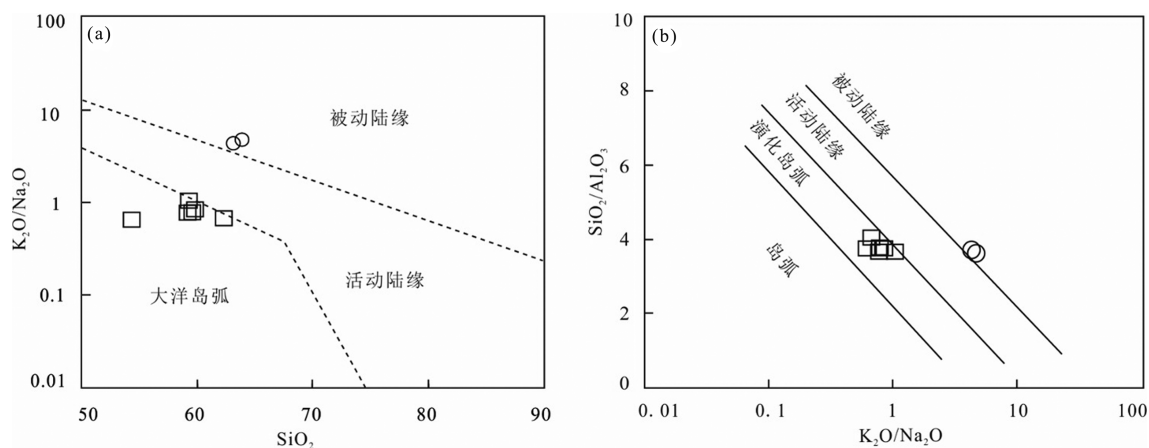 (a)
100
10
1
0.1
0.01
K₂O/Na₂O
被动陆缘
活动陆缘
大洋岛弧
50
60
70
80
90
SiO₂
(b)
10
8
6
4
2
0
SiO₂/Al₂O₃
被动陆缘
活动陆缘
演化岛弧
岛弧
0.01
0.1
1
10
100
K₂O/Na₂O